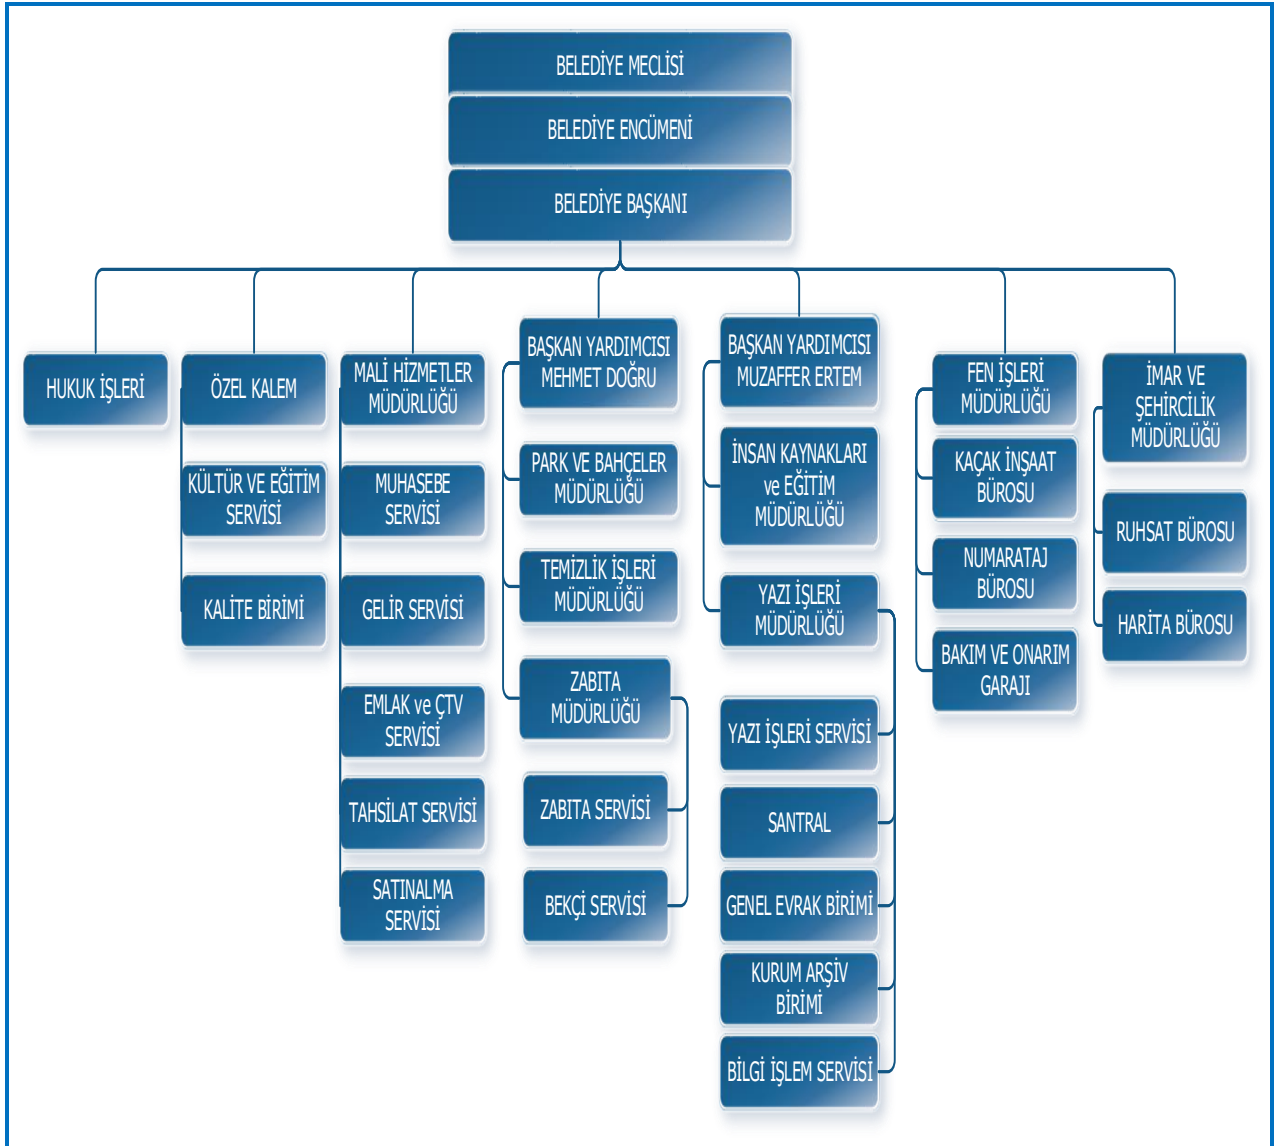 BELEDİYE MECLİSİ
BELEDİYE ENCÜMENİ
BELEDİYE BAŞKANI
HUKUK İŞLERİ
ÖZEL KALEM
KÜLTÜR VE EĞİTİM
SERVİSİ
KALİTE BİRİMİ
MALİ HİZMETLER
MÜDÜRLÜĞÜ
MUHASEBE
SERVİSİ
GELİR SERVİSİ
EMLAK ve ÇTV
SERVİSİ
TAHSİLAT SERVİSİ
SATINALMA
SERVİSİ
BAŞKAN YARDIMCISI
MEHMET DOĞRU
PARK VE BAHÇELER
MÜDÜRLÜĞÜ
TEMİZLİK İŞLERİ
MÜDÜRLÜĞÜ
ZABITA
MÜDÜRLÜĞÜ
ZABITA SERVİSİ
BEKÇİ SERVİSİ
BAŞKAN YARDIMCISI
MUZAFFER ERTEM
İNSAN KAYNAKLARI
ve EĞİTİM
MÜDÜRLÜĞÜ
YAZI İŞLERİ
MÜDÜRLÜĞÜ
YAZI İŞLERİ SERVİSİ
SANTRAL
GENEL EVRAK BİRİMİ
KURUM ARŞİV
BİRİMİ
BİLGİ İŞLEM SERVİSİ
FEN İŞLERİ
MÜDÜRLÜĞÜ
KAÇAK İNŞAAT
BÜROSU
NUMARATAJ
BÜROSU
BAKIM VE ONARIM
GARAJI
İMAR VE
ŞEHİRCİLİK
MÜDÜRLÜĞÜ
RUHSAT BÜROSU
HARİTA BÜROSU